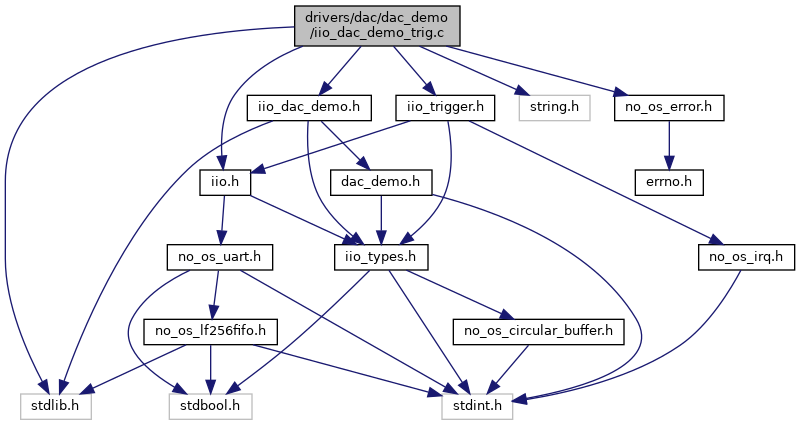 drivers/dac/dac_demo
/iio_dac_demo_trig.c
iio_dac_demo.h
iio_trigger.h
string.h
no_os_error.h
iio.h
dac_demo.h
errno.h
no_os_uart.h
iio_types.h
no_os_irq.h
no_os_lf256fifo.h
no_os_circular_buffer.h
stdlib.h
stdbool.h
stdint.h